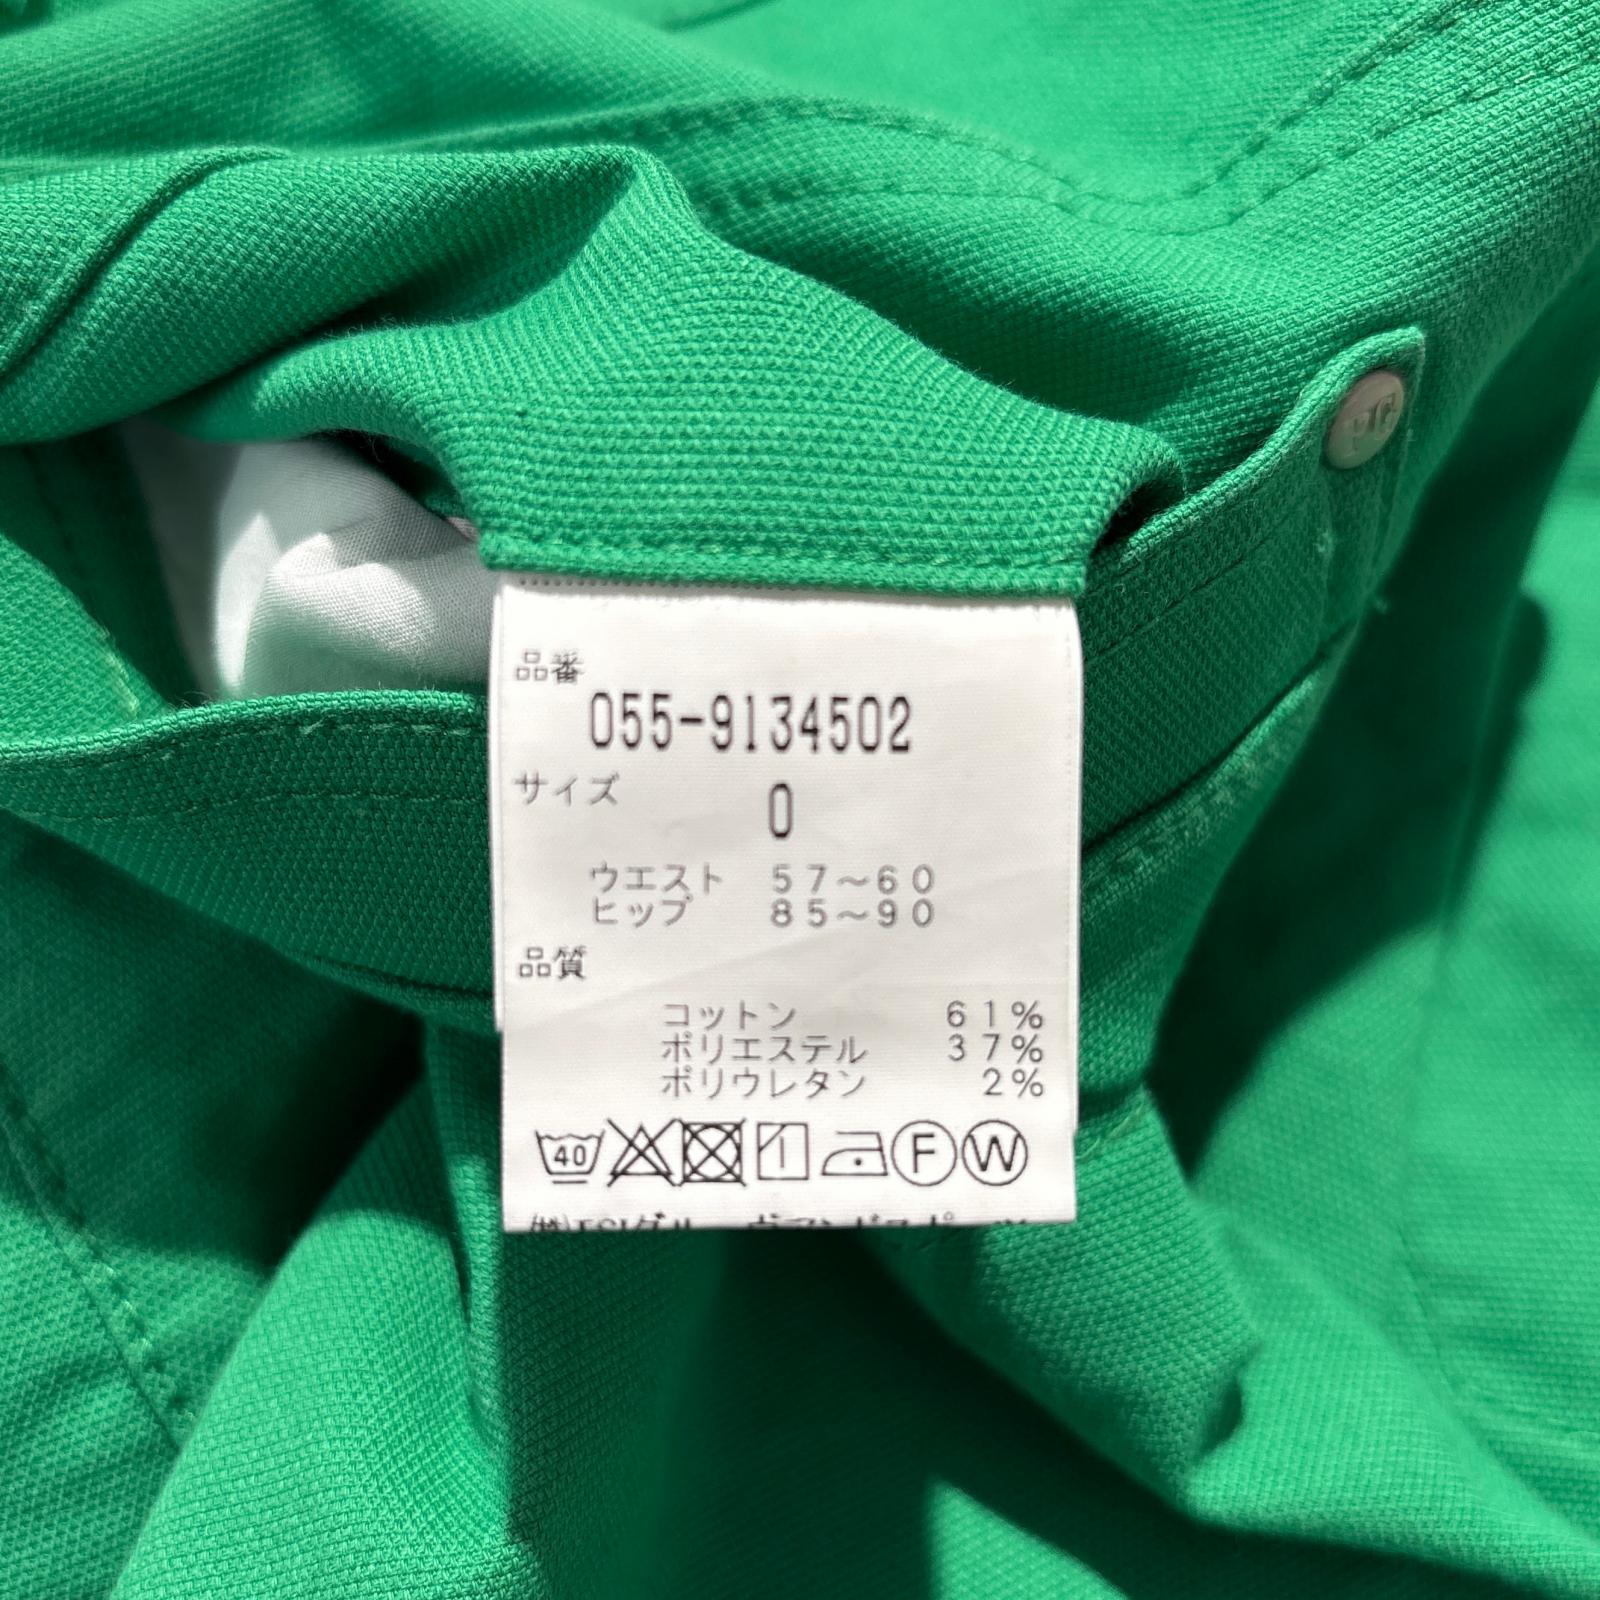 品番
055-9134502
サイズ
0
ウエスト 57〜60
ヒップ 85〜90
品質
コットン 61%
ポリエステル 37%
ポリウレタン 2%
40 F W
PG